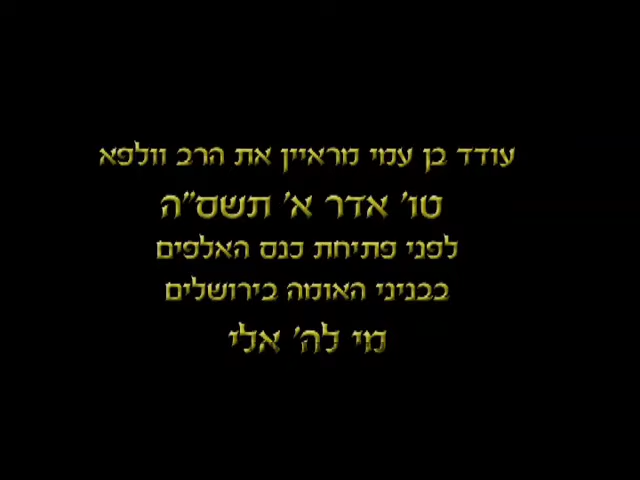 עודד בן עמי מראיין את הרב וולפא
טו' אדר א' תשס"ה
לפני פתיחת כנס האלפים
בבניני האומה בירושלים
מי לה' אלי